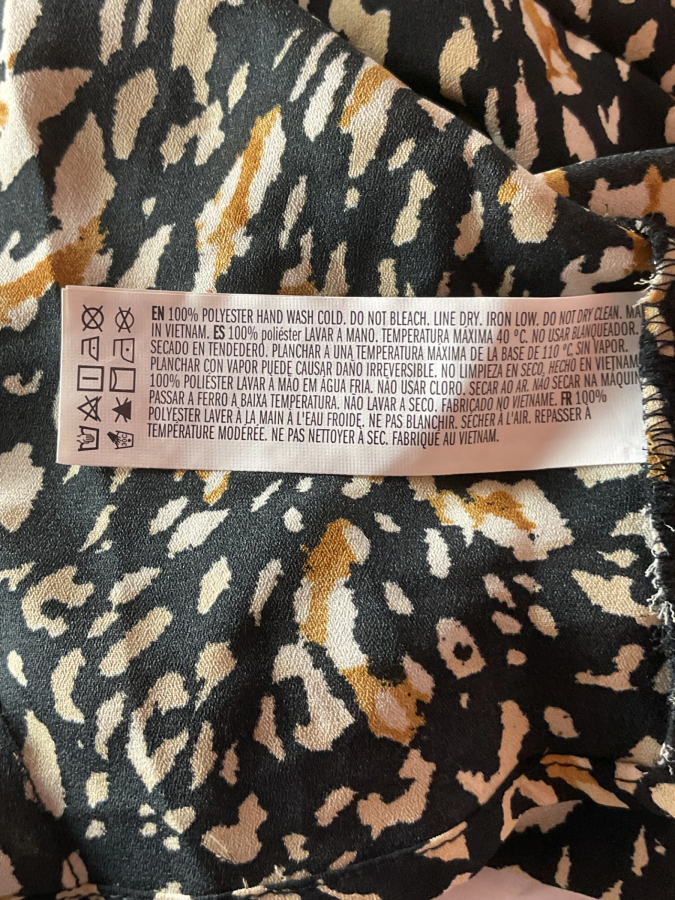 EN 100% POLYESTER HAND WASH COLD. DO NOT BLEACH. LINE DRY. IRON LOW. DO NOT DRY CLEAN. MA
IN VIETNAM. ES 100% poliéster LAVAR A MANO. TEMPERATURA MÁXIMA 40 ºC. NO USAR BLANQUEADOR.
SECADO EN TENDEDERÓ. PLANCHAR A UNA TEMPERATURA MÁXIMA DE LA BASE DE 110 ºC, SIN VAPOR.
PLANCHAR CON VAPOR PUEDE CAUSAR DAÑO IRREVERSIBLE. NO LIMPIEZA EN SECO, HECHO EN VIETNAM
100% POLIÉSTER LAVAR À MÃO EM ÁGUA FRIA. NÃO USAR CLORO. SECAR AO AR. NÃO SECAR NA MÁQUIN
PASSAR A FERRO A BAIXA TEMPERATURA. NÃO LAVAR A SECO. FABRICADO NO VIETNAME. FR 100%
POLYESTER LAVER À LA MAIN À L'EAU FROIDE. NE PAS BLANCHIR. SÉCHER A L'AIR. REPASSER À
TEMPÉRATURE MODÉRÉE. NE PAS NETTOYER À SEC. FABRIQUÉ AU VIETNAM.